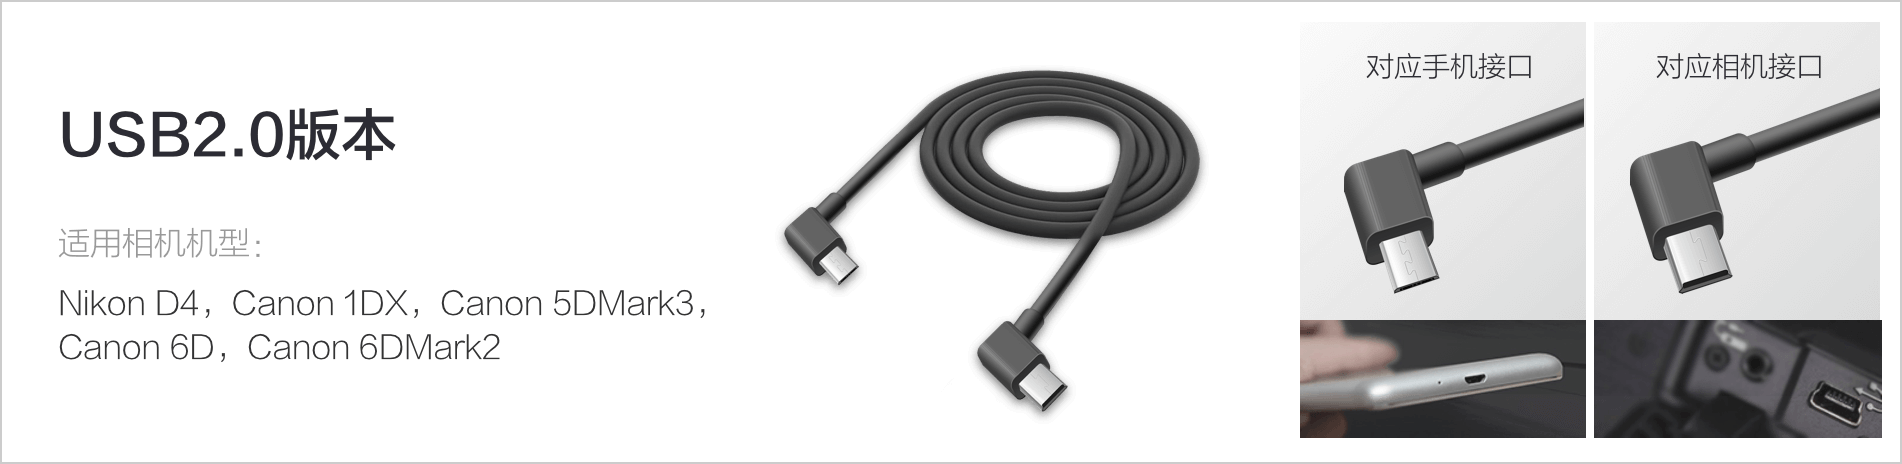 USB2.0版本
适用相机机型：
Nikon D4，Canon 1DX，Canon 5DMark3，
Canon 6D，Canon 6DMark2
对应手机接口
对应相机接口